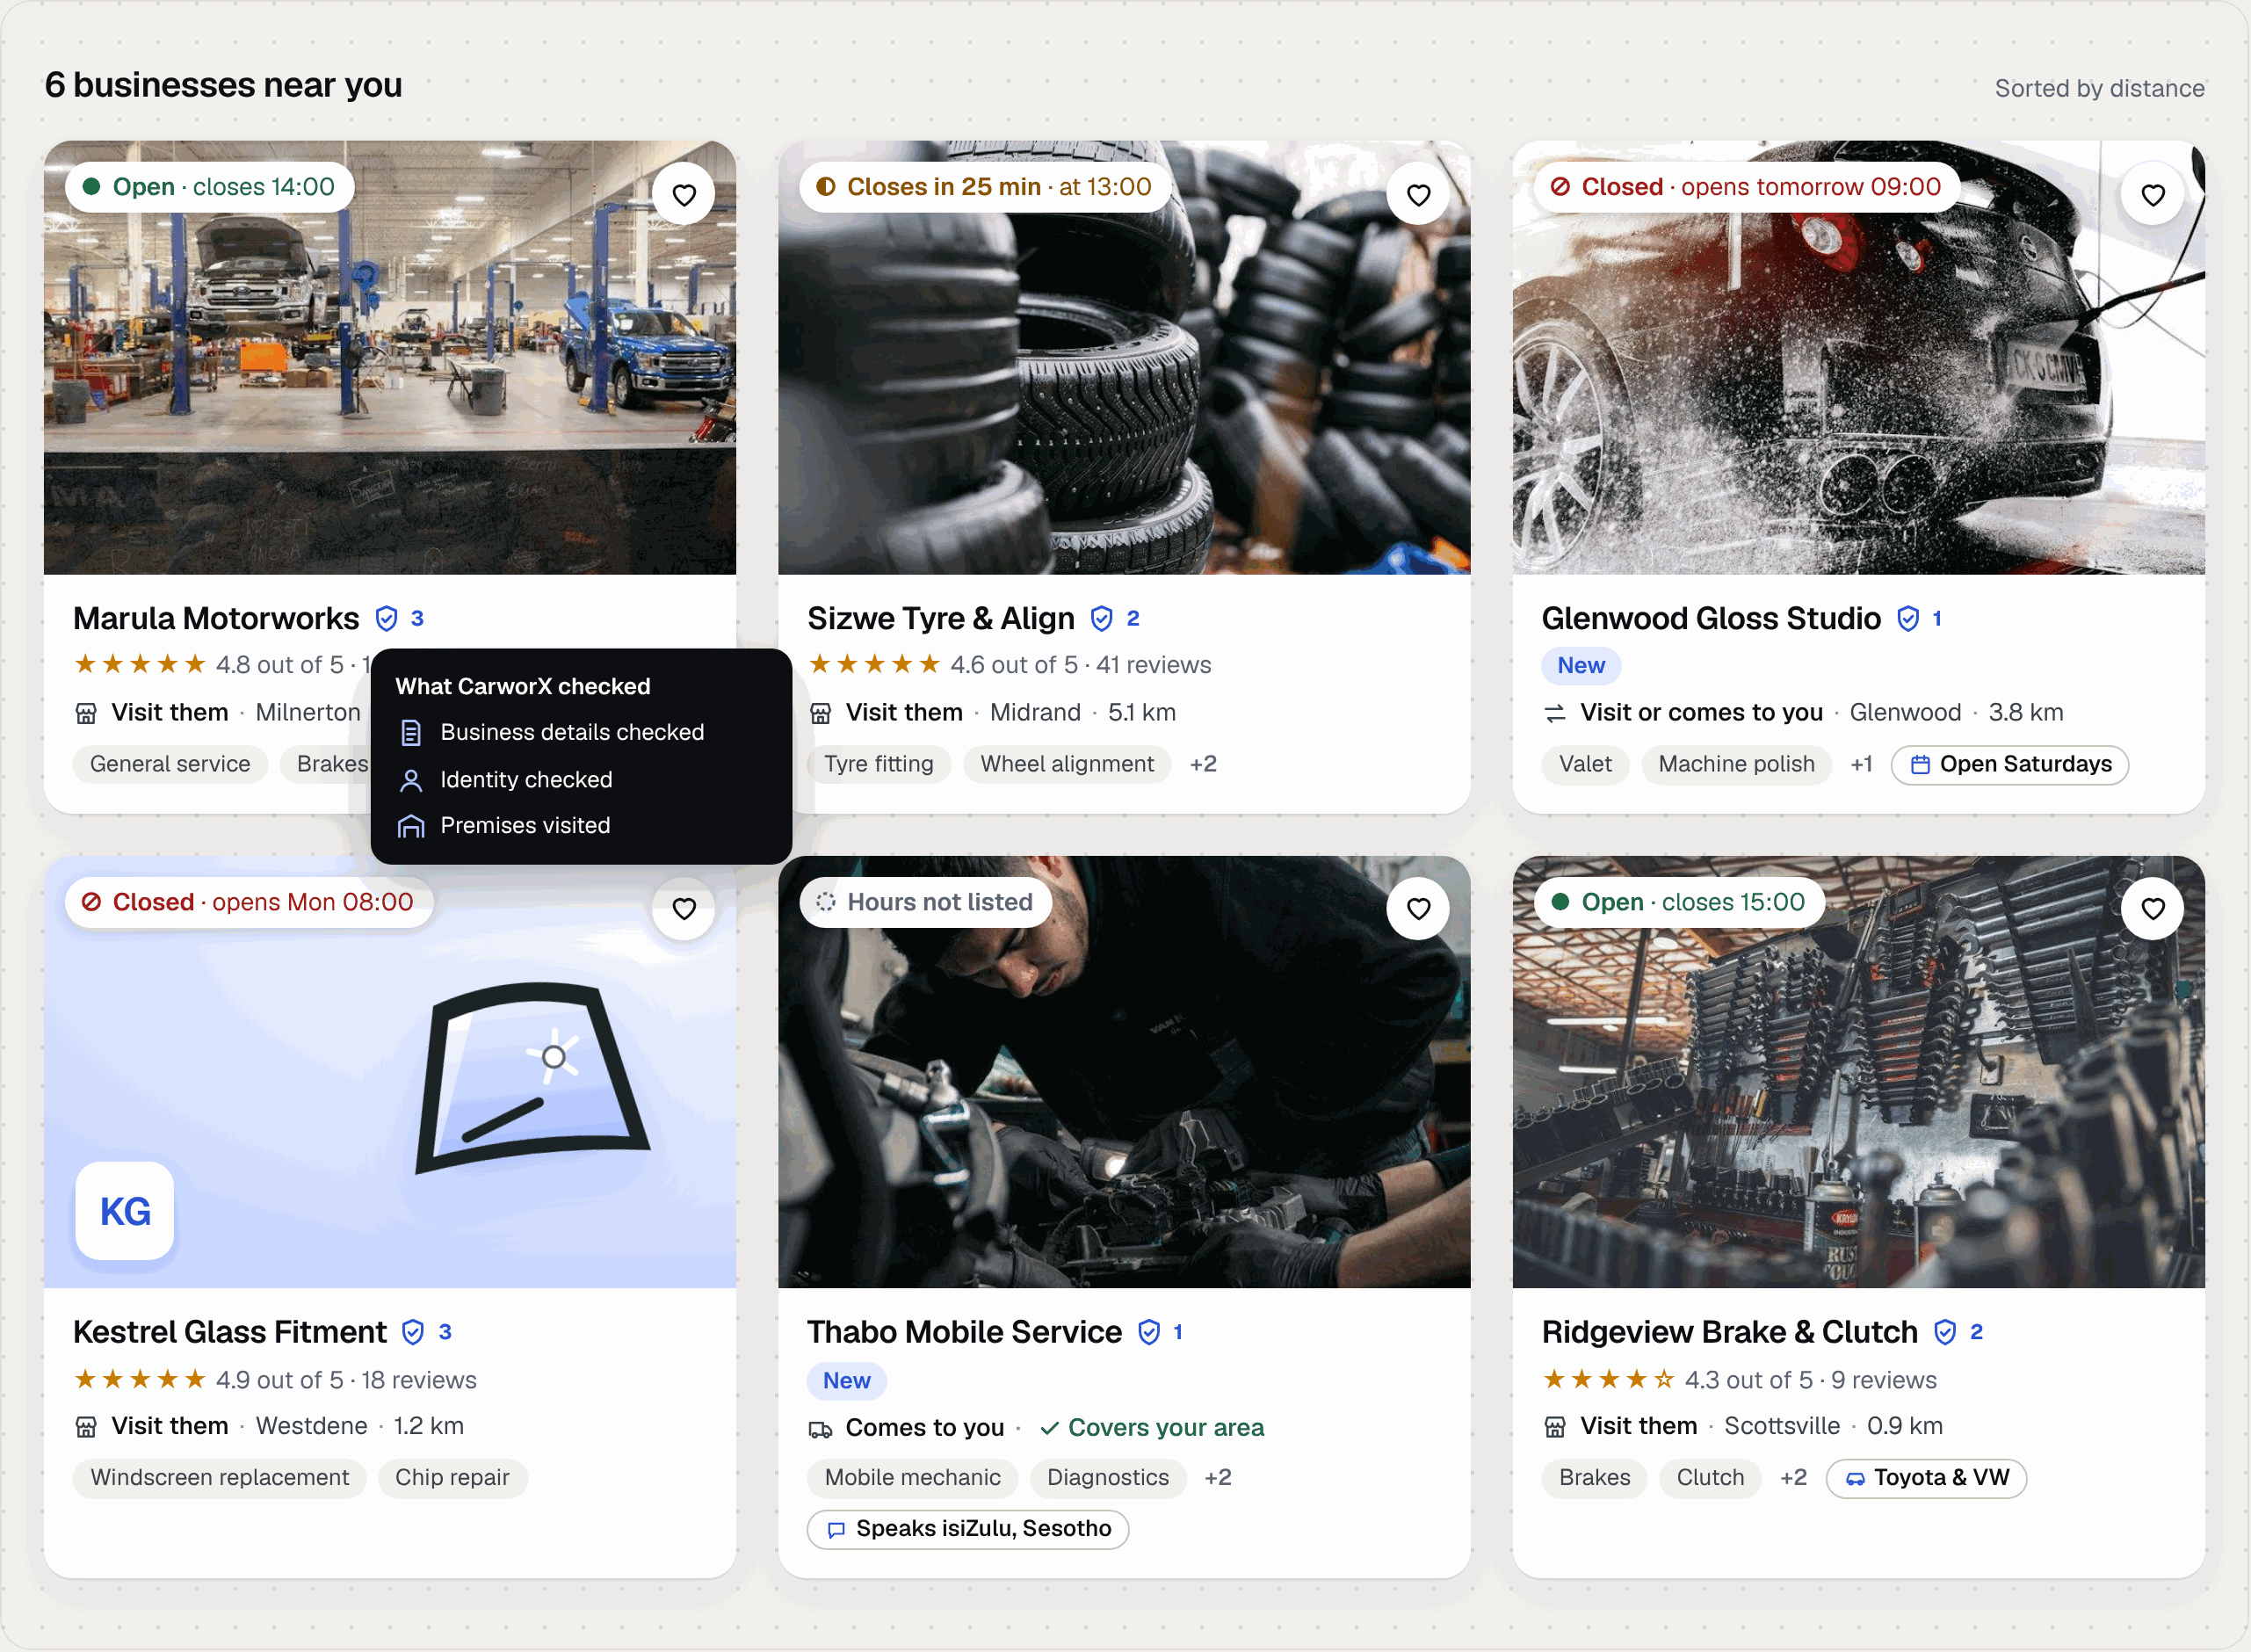 6 businesses near you
Sorted by distance
Open · closes 14:00
Closes in 25 min · at 13:00
Closed · opens tomorrow 09:00
Marula Motorworks 3
4.8 out of 5 · 1
Visit them · Milnerton
General service Brakes
What CarworX checked
Business details checked
Identity checked
Premises visited
Sizwe Tyre & Align 2
4.6 out of 5 · 41 reviews
Visit them · Midrand · 5.1 km
Tyre fitting Wheel alignment +2
Glenwood Gloss Studio 1
New
Visit or comes to you · Glenwood · 3.8 km
Valet Machine polish +1 Open Saturdays
Closed · opens Mon 08:00
KG
Hours not listed
Open · closes 15:00
Kestrel Glass Fitment 3
4.9 out of 5 · 18 reviews
Visit them · Westdene · 1.2 km
Windscreen replacement Chip repair
Thabo Mobile Service 1
New
Comes to you · Covers your area
Mobile mechanic Diagnostics +2
Speaks isiZulu, Sesotho
Ridgeview Brake & Clutch 2
4.3 out of 5 · 9 reviews
Visit them · Scottsville · 0.9 km
Brakes Clutch +2 Toyota & VW